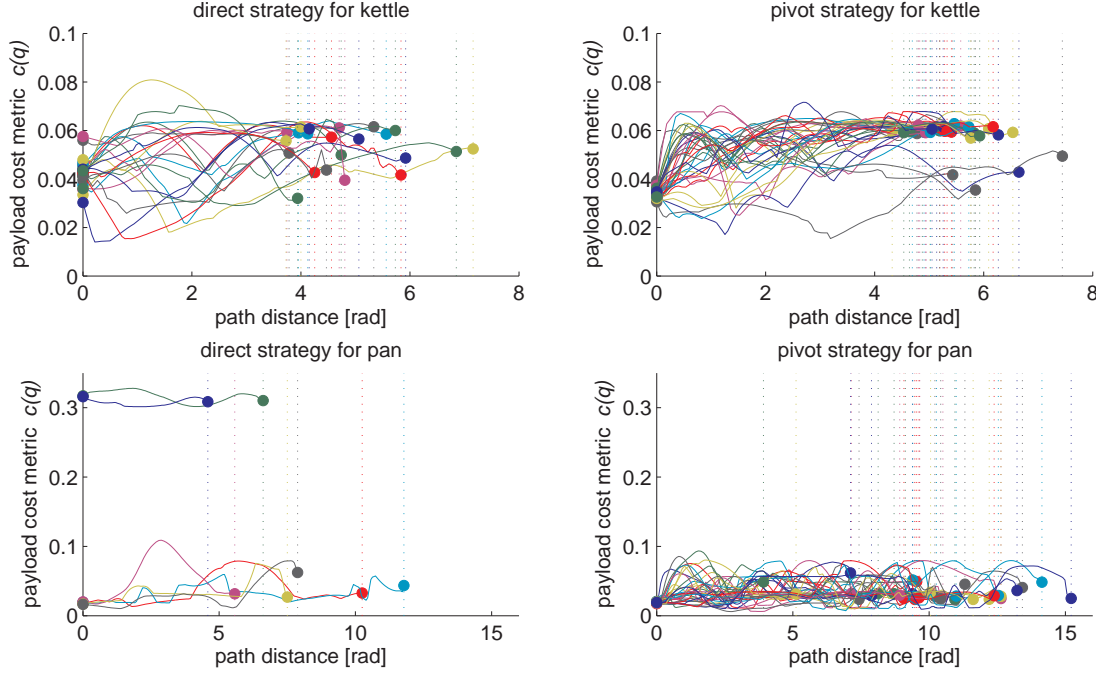 direct strategy for kettle
pivot strategy for kettle
payload cost metric c(q)
0.1
0.08
0.06
0.04
0.02
0
0 2 4 6 8
path distance [rad]
payload cost metric c(q)
0.1
0.08
0.06
0.04
0.02
0
0 2 4 6 8
path distance [rad]
direct strategy for pan
pivot strategy for pan
payload cost metric c(q)
0.3
0.2
0.1
0
0 5 10 15
path distance [rad]
payload cost metric c(q)
0.3
0.2
0.1
0
0 5 10 15
path distance [rad]